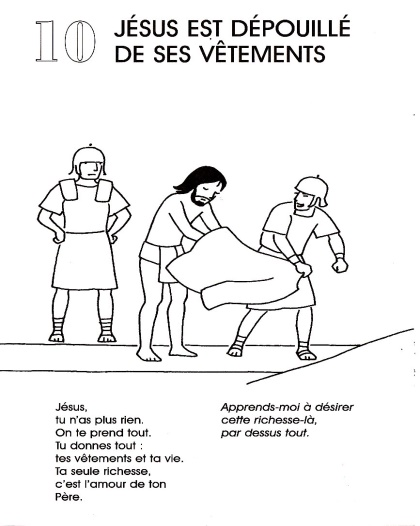 10 JÉSUS EST DÉPOUILLÉ
DE SES VÊTEMENTS
Jésus,
tu n'as plus rien.
On te prend tout.
Tu donnes tout :
tes vêtements et ta vie.
Ta seule richesse,
c'est l'amour de ton
Père.
Apprends-moi à désirer
cette richesse-là,
par dessus tout.